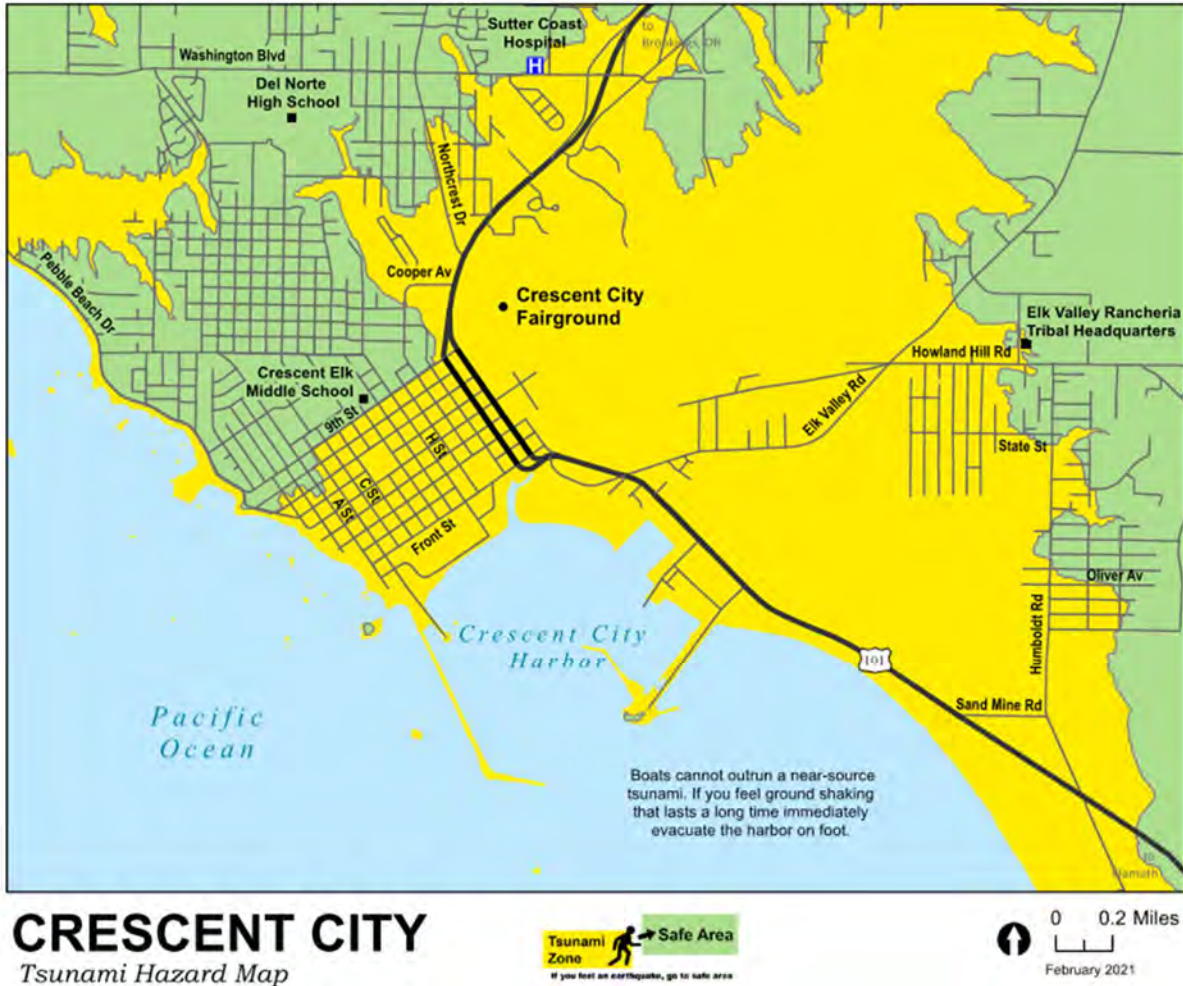 Sutter Coast
Hospital
H
to
Brookings, OR
Washington Blvd
Del Norte
High School
Northcrest Dr
Cooper Av
Pebble Beach Dr
Crescent City
Fairground
Elk Valley Rancheria
Tribal Headquarters
Howland Hill Rd
Crescent Elk
Middle School
9th St
Elk Valley Rd
H St
State St
C St
A St
Front St
Oliver Av
Humboldt Rd
Crescent City
Harbor
101
Sand Mine Rd
Pacific
Ocean
Boats cannot outrun a near-source
tsunami. If you feel ground shaking
that lasts a long time immediately
evacuate the harbor on foot.
to
Klamath
CRESCENT CITY
Tsunami Hazard Map
Tsunami
Zone
Safe Area
If you feel an earthquake, go to safe area
0 0.2 Miles
February 2021